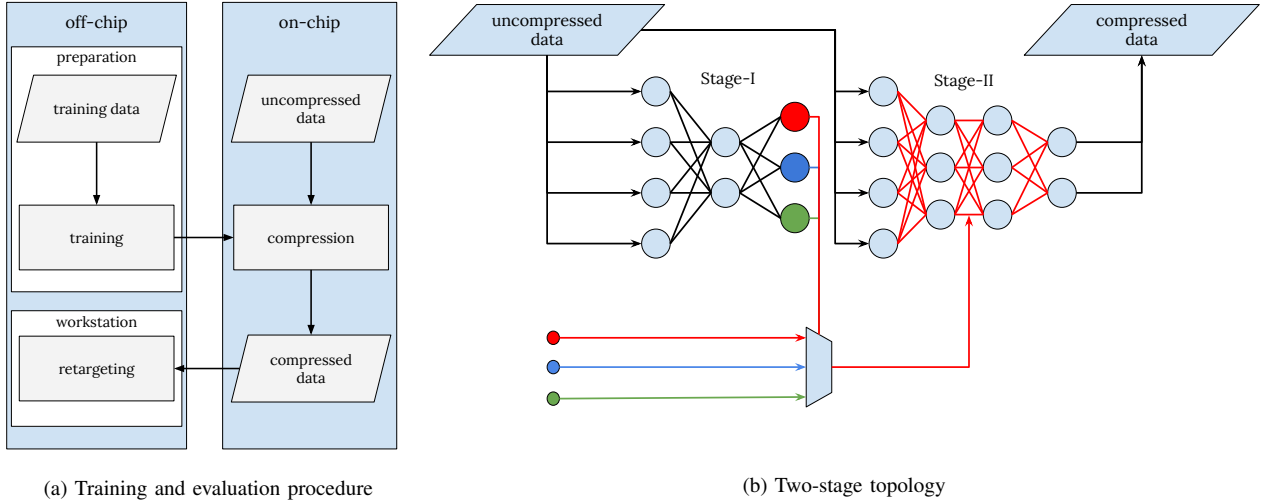 off-chip
on-chip
preparation
training data
uncompressed
data
training
compression
workstation
retargeting
compressed
data
(a) Training and evaluation procedure
uncompressed
data
compressed
data
Stage-I
Stage-II
(b) Two-stage topology